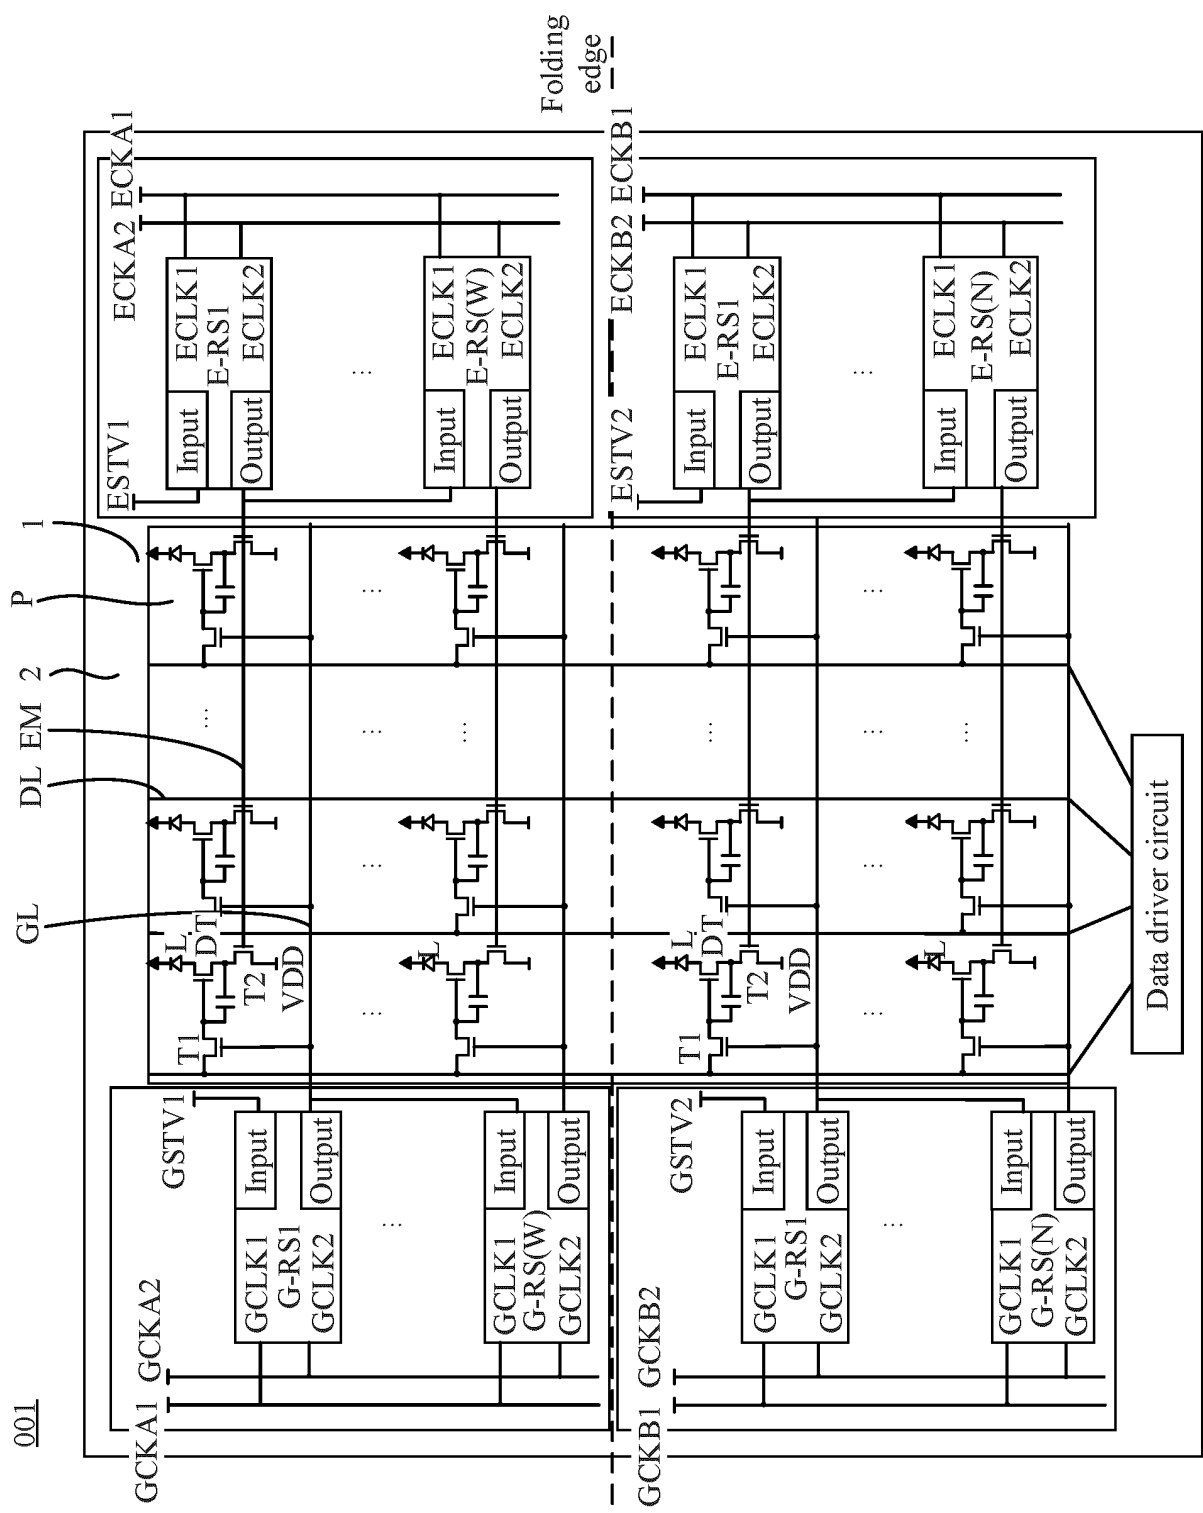 001
GCKA1
GCKA2
GSTV1
GCLK1
G-RS1
GCLK2
Input
Output
...
GCLK1
G-RS(W)
GCLK2
Input
Output
GCKB1
GCKB2
GSTV2
GCLK1
G-RS1
GCLK2
Input
Output
...
GCLK1
G-RS(N)
GCLK2
Input
Output
GL
DL
EM
2
P
1
T1
L
DT
T2
VDD
...
...
...
...
L
...
T1
L
DT
T2
VDD
...
...
...
...
...
L
Data driver circuit
ESTV1
ECKA2
ECKA1
Input
Output
ECLK1
E-RS1
ECLK2
...
Input
Output
ECLK1
E-RS(W)
ECLK2
Folding
edge
ESTV2
ECKB2
ECKB1
Input
Output
ECLK1
E-RS1
ECLK2
...
Input
Output
ECLK1
E-RS(N)
ECLK2